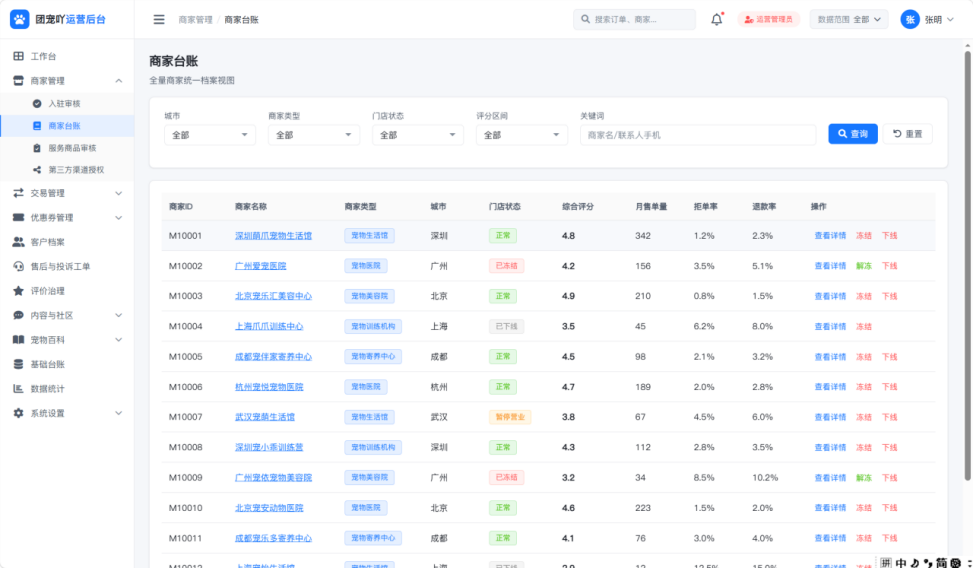 团宠吖运营后台
商家管理 / 商家台账
搜索订单、商家...
运营管理员
数据范围 全部
张 张明
工作台
商家管理
入驻审核
商家台账
服务商品审核
第三方渠道授权
交易管理
优惠券管理
客户档案
售后与投诉工单
评价治理
内容与社区
宠物百科
基础台账
数据统计
系统设置
商家台账
全量商家统一档案视图
城市 商家类型 门店状态 评分区间 关键词
全部 全部 全部 全部 商家名/联系人手机 查询 重置
商家ID 商家名称 商家类型 城市 门店状态 综合评分 月售单量 拒单率 退款率 操作
M10001 深圳萌爪宠物生活馆 宠物生活馆 深圳 正常 4.8 342 1.2% 2.3% 查看详情 冻结 下线
M10002 广州爱宠医院 宠物医院 广州 已冻结 4.2 156 3.5% 5.1% 查看详情 解冻 下线
M10003 北京宠乐汇美容中心 宠物美容院 北京 正常 4.9 210 0.8% 1.5% 查看详情 冻结 下线
M10004 上海爪爪训练中心 宠物训练机构 上海 已下线 3.5 45 6.2% 8.0% 查看详情 冻结
M10005 成都宠伴家寄养中心 宠物寄养中心 成都 正常 4.5 98 2.1% 3.2% 查看详情 冻结 下线
M10006 杭州宠悦宠物医院 宠物医院 杭州 正常 4.7 189 2.0% 2.8% 查看详情 冻结 下线
M10007 武汉宠萌生活馆 宠物生活馆 武汉 暂停营业 3.8 67 4.5% 6.0% 查看详情 冻结 下线
M10008 深圳宠小乖训练营 宠物训练机构 深圳 正常 4.3 112 2.8% 3.5% 查看详情 冻结 下线
M10009 广州宠依宠物美容院 宠物美容院 广州 已冻结 3.2 34 8.5% 10.2% 查看详情 解冻 下线
M10010 北京宠安动物医院 宠物医院 北京 正常 4.6 223 1.5% 2.0% 查看详情 冻结 下线
M10011 成都宠乐多寄养中心 宠物寄养中心 成都 正常 4.1 76 3.0% 4.0% 查看详情 冻结 下线
拼 中 简